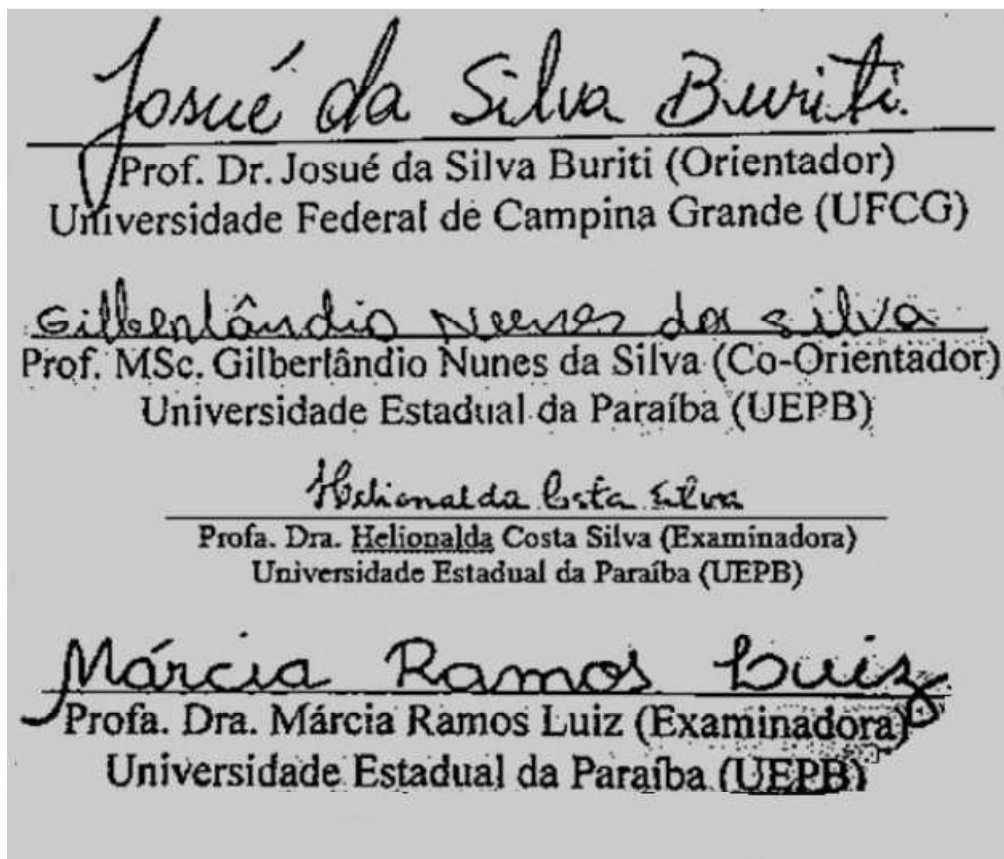 Josué da Silva Buriti
Prof. Dr. Josué da Silva Buriti (Orientador)
Universidade Federal de Campina Grande (UFCG)
Gilberlândio Nunes da Silva
Prof. MSc. Gilberlândio Nunes da Silva (Co-Orientador)
Universidade Estadual da Paraíba (UEPB)
Helionalda Costa Silva
Profa. Dra. Helionalda Costa Silva (Examinadora)
Universidade Estadual da Paraíba (UEPB)
Márcia Ramos Luiz
Profa. Dra. Márcia Ramos Luiz (Examinadora)
Universidade Estadual da Paraíba (UEPB)